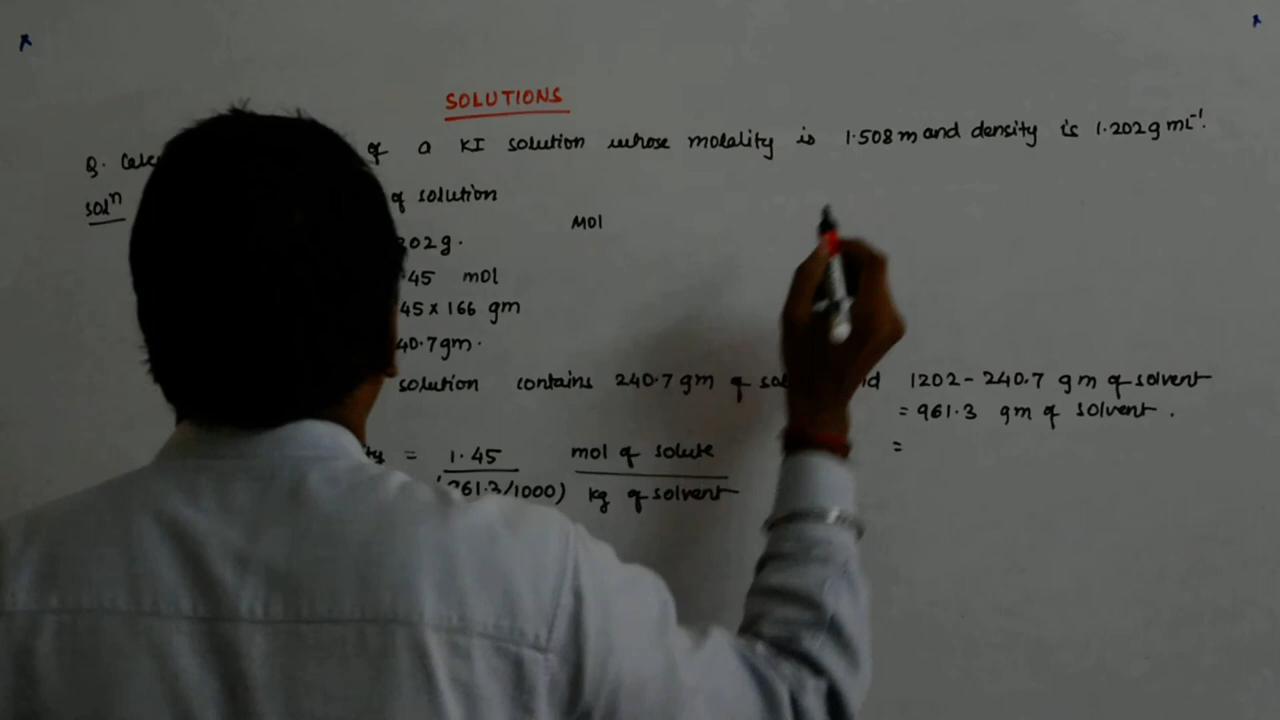 SOLUTIONS
Q. Calc of a KI solution whose molality is 1.508 m and density is 1.202 g mL⁻¹.
Solⁿ of solution
MOl
202 g.
.45 mol
45 x 166 gm
40.7 gm.
solution contains 240.7 gm of 1202 - 240.7 gm of solvent
= 961.3 gm of solvent.
=
= 1.45 mol of solute
961.3/1000) kg of solvent